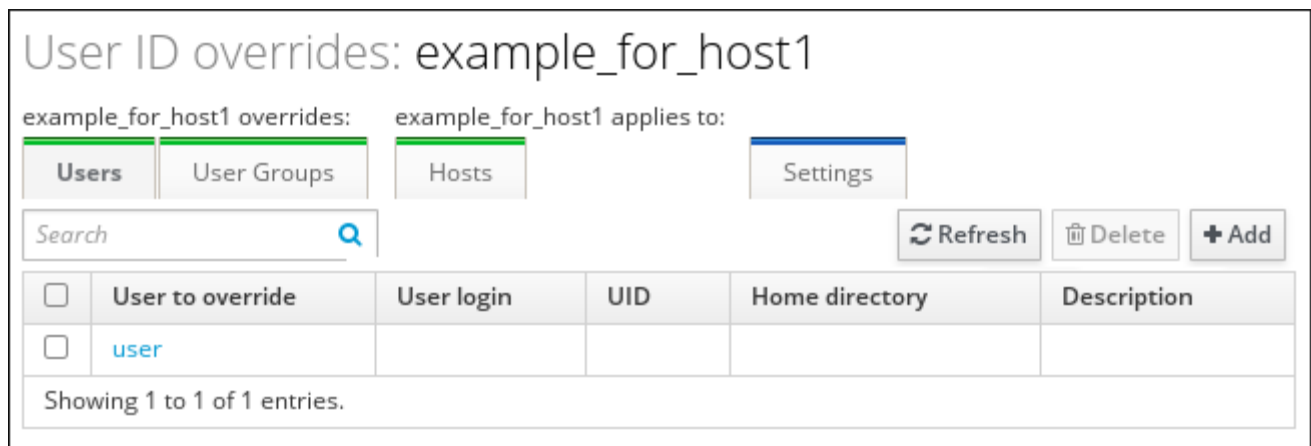 User ID overrides: example_for_host1
example_for_host1 overrides: example_for_host1 applies to:
Users User Groups Hosts Settings
Search Refresh Delete Add
User to override User login UID Home directory Description
user
Showing 1 to 1 of 1 entries.